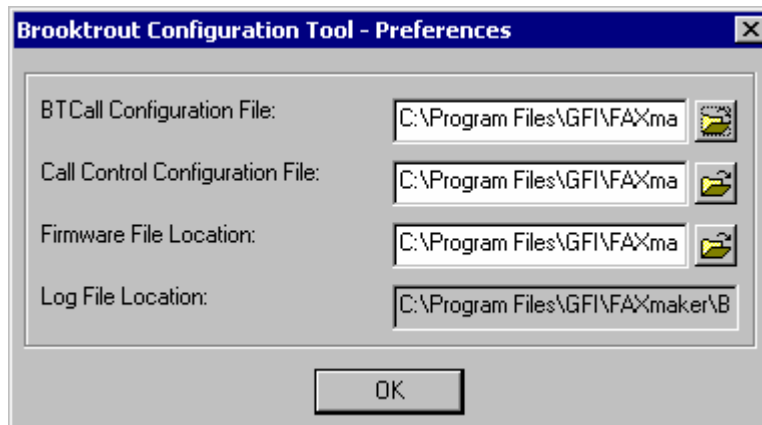 Brooktrout Configuration Tool - Preferences
BTCall Configuration File: C:\Program Files\GFI\FAXma
Call Control Configuration File: C:\Program Files\GFI\FAXma
Firmware File Location: C:\Program Files\GFI\FAXma
Log File Location: C:\Program Files\GFI\FAXmaker\B
OK